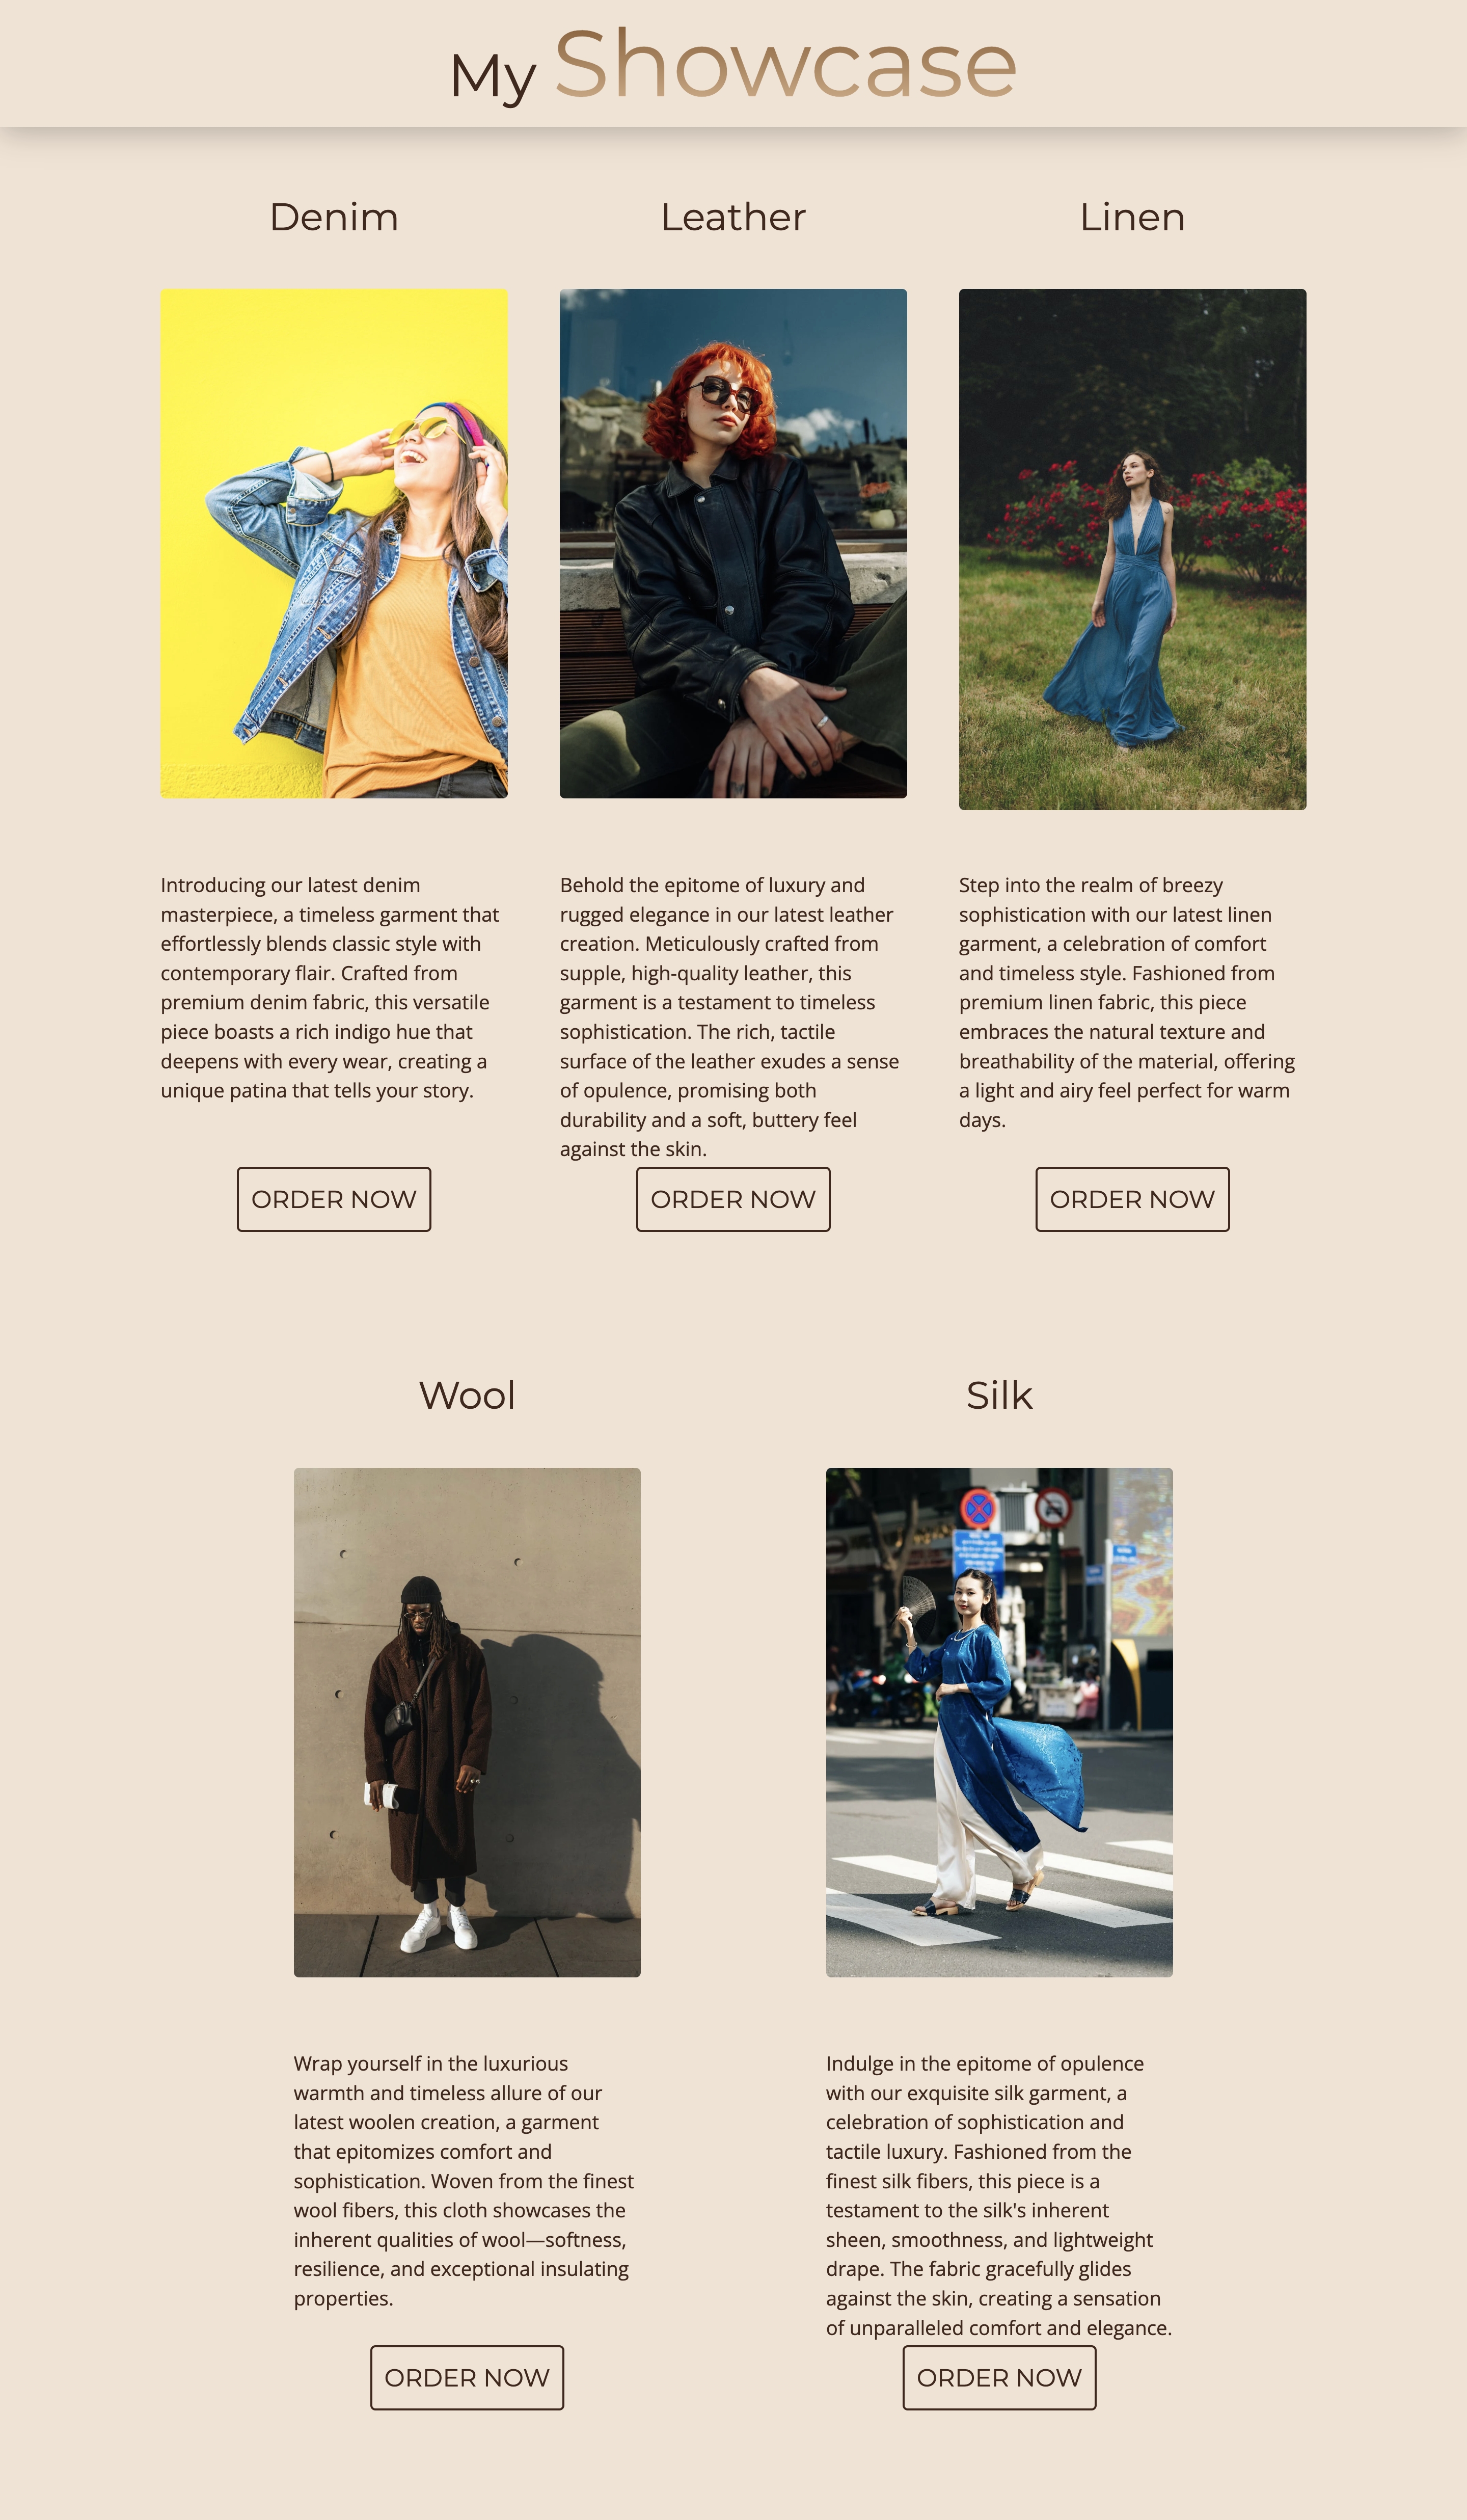 My Showcase
Denim
Introducing our latest denim
masterpiece, a timeless garment that
effortlessly blends classic style with
contemporary flair. Crafted from
premium denim fabric, this versatile
piece boasts a rich indigo hue that
deepens with every wear, creating a
unique patina that tells your story.
ORDER NOW
Leather
Behold the epitome of luxury and
rugged elegance in our latest leather
creation. Meticulously crafted from
supple, high-quality leather, this
garment is a testament to timeless
sophistication. The rich, tactile
surface of the leather exudes a sense
of opulence, promising both
durability and a soft, buttery feel
against the skin.
ORDER NOW
Linen
Step into the realm of breezy
sophistication with our latest linen
garment, a celebration of comfort
and timeless style. Fashioned from
premium linen fabric, this piece
embraces the natural texture and
breathability of the material, offering
a light and airy feel perfect for warm
days.
ORDER NOW
Wool
Wrap yourself in the luxurious
warmth and timeless allure of our
latest woolen creation, a garment
that epitomizes comfort and
sophistication. Woven from the finest
wool fibers, this cloth showcases the
inherent qualities of wool—softness,
resilience, and exceptional insulating
properties.
ORDER NOW
Silk
Indulge in the epitome of opulence
with our exquisite silk garment, a
celebration of sophistication and
tactile luxury. Fashioned from the
finest silk fibers, this piece is a
testament to the silk's inherent
sheen, smoothness, and lightweight
drape. The fabric gracefully glides
against the skin, creating a sensation
of unparalleled comfort and elegance.
ORDER NOW